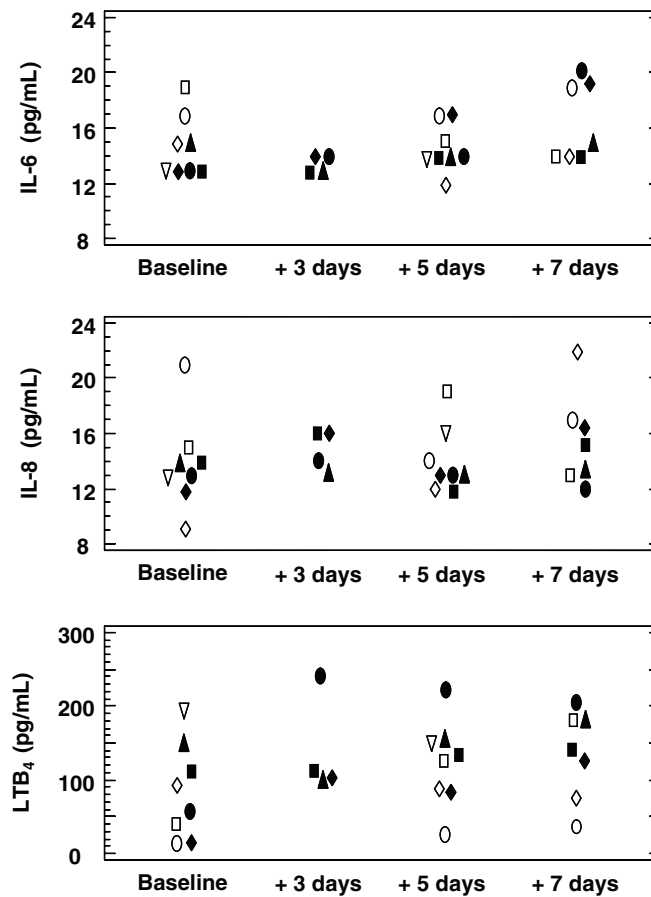 24
20
16
12
8
IL-6 (pg/mL)
Baseline + 3 days + 5 days + 7 days
24
20
16
12
8
IL-8 (pg/mL)
Baseline + 3 days + 5 days + 7 days
300
200
100
0
LTB4 (pg/mL)
Baseline + 3 days + 5 days + 7 days